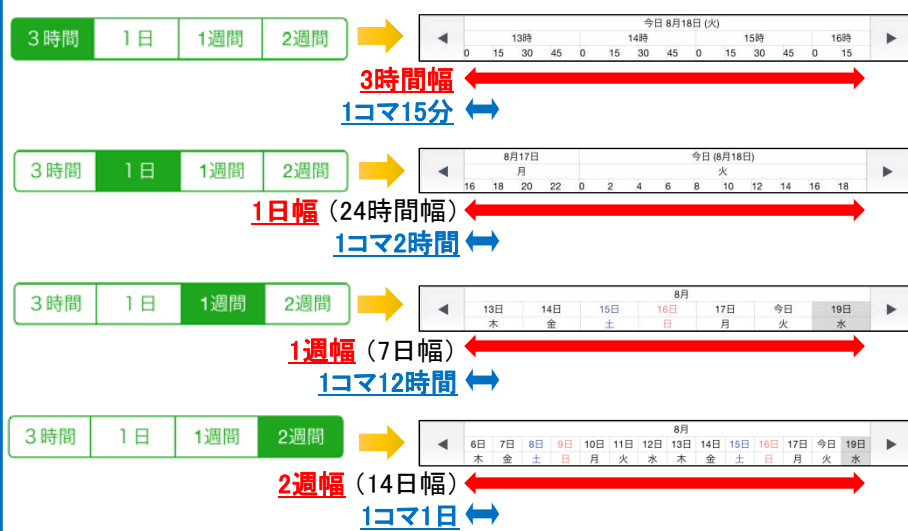 3時間 1日 1週間 2週間
◀ 今日 8月18日 (火) ▶
13時 14時 15時 16時
0 15 30 45 0 15 30 45 0 15 30 45 0 15
3時間幅
1コマ15分
3時間 1日 1週間 2週間
◀ 8月17日 今日 (8月18日) ▶
月 火
16 18 20 22 0 2 4 6 8 10 12 14 16 18
1日幅（24時間幅）
1コマ2時間
3時間 1日 1週間 2週間
◀ 8月 ▶
13日 14日 15日 16日 17日 今日 19日
木 金 土 日 月 火 水
1週幅（7日幅）
1コマ12時間
3時間 1日 1週間 2週間
◀ 8月 ▶
6日 7日 8日 9日 10日 11日 12日 13日 14日 15日 16日 17日 今日 19日
木 金 土 日 月 火 水 木 金 土 日 月 火 水
2週幅（14日幅）
1コマ1日